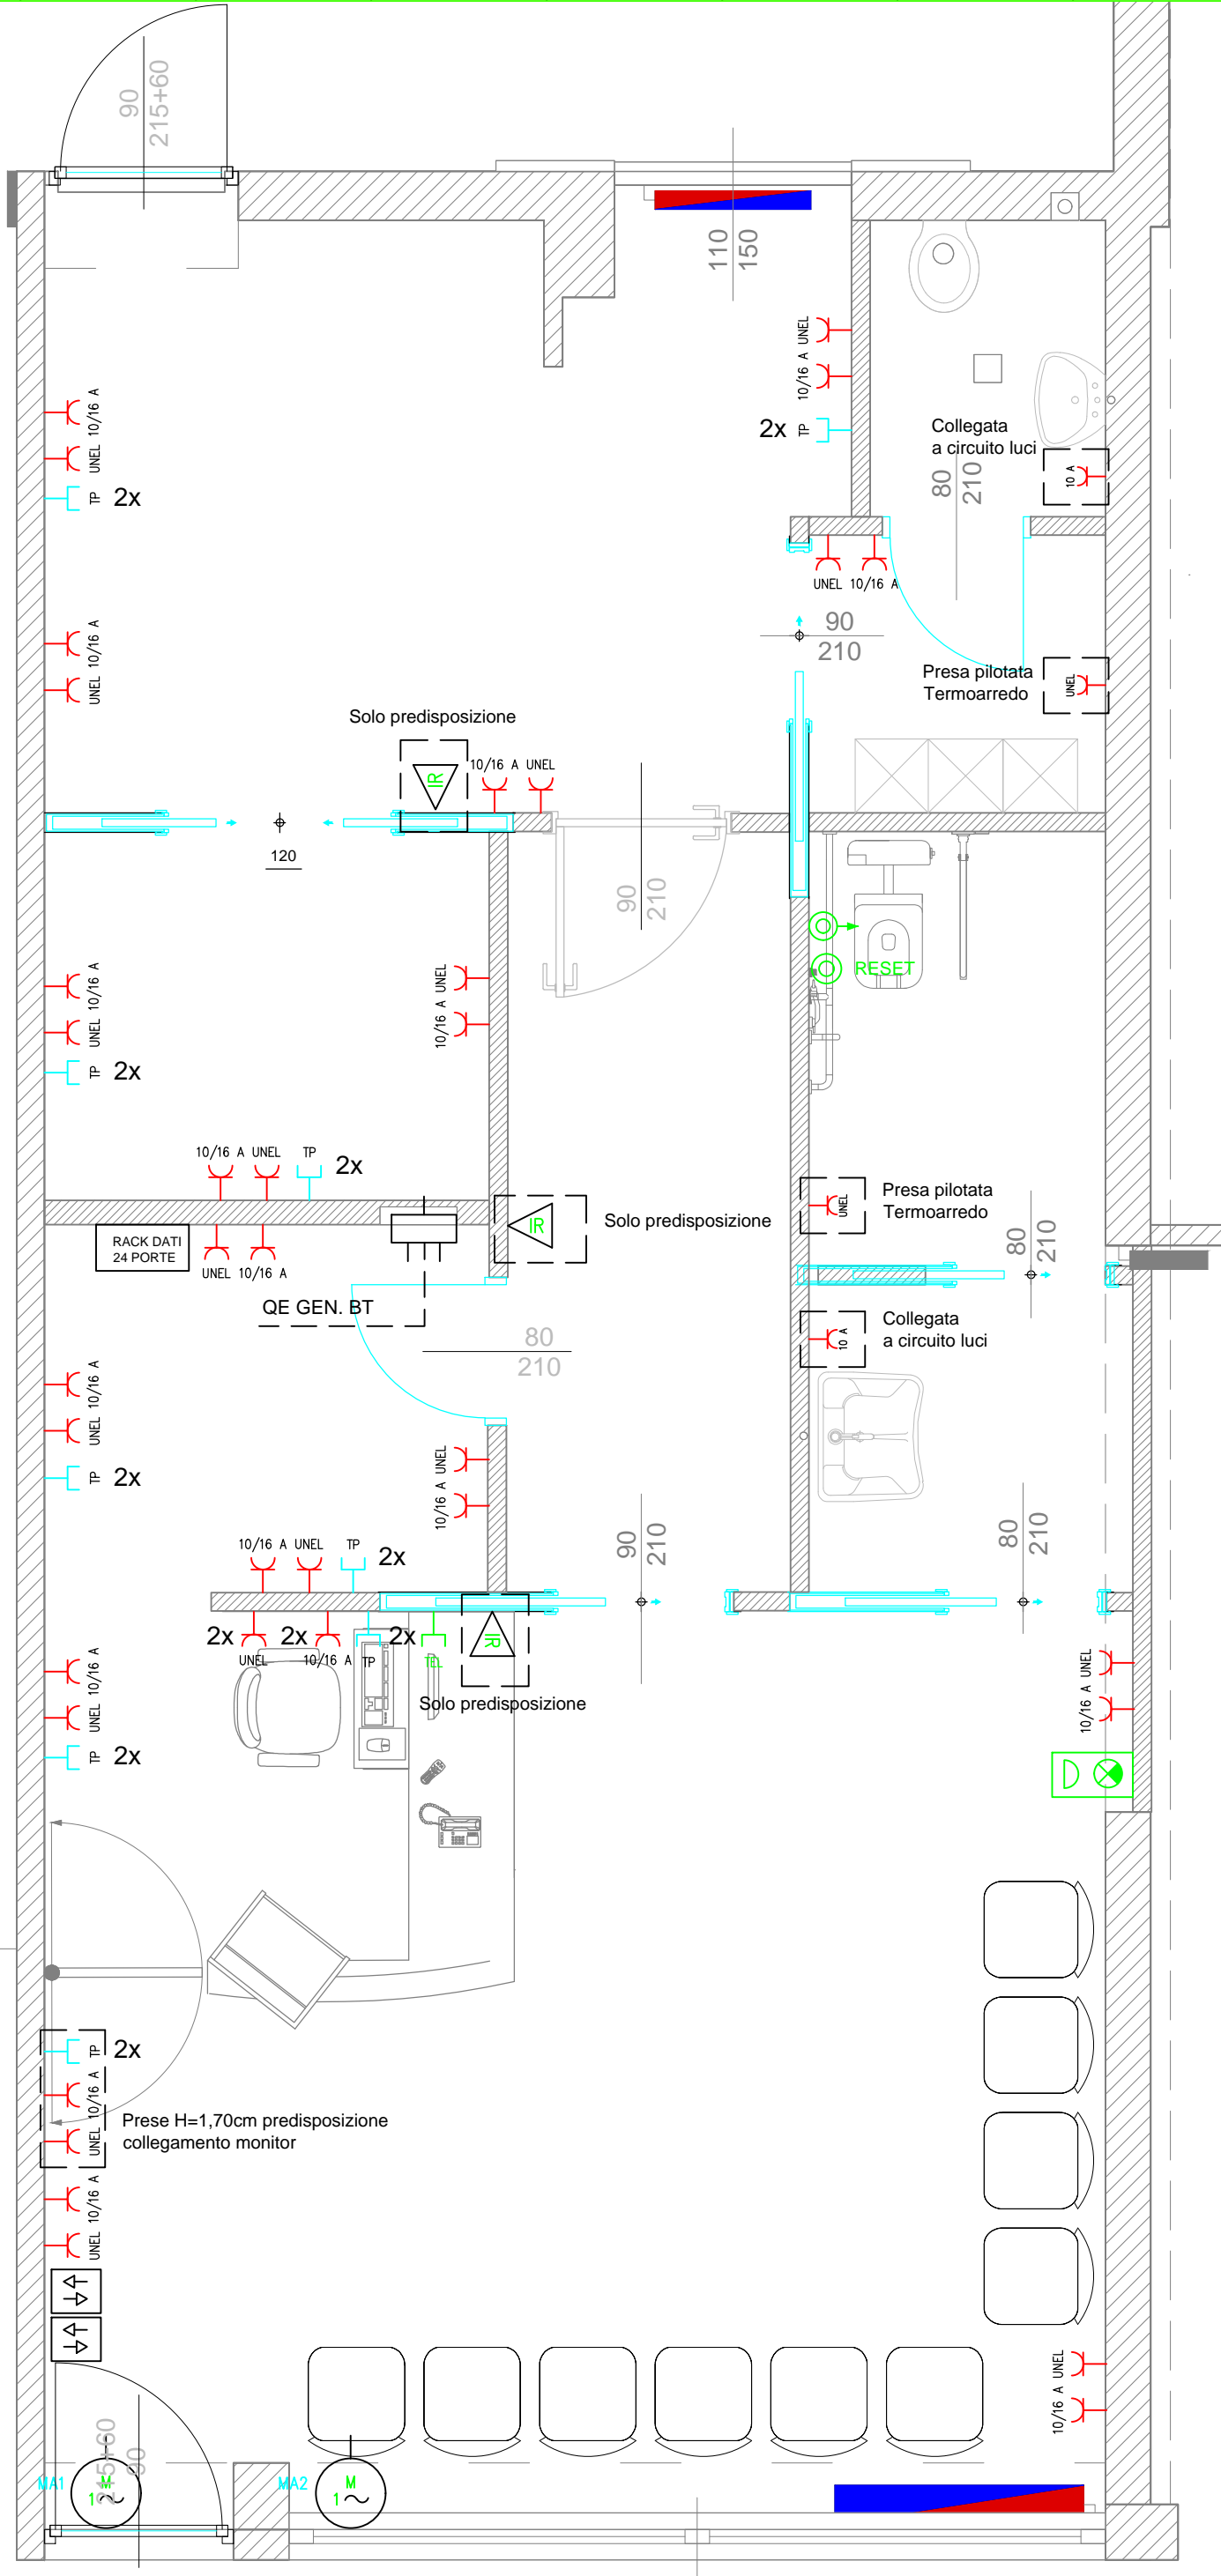 90
215+60
110
150
10/16 A UNEL
2x TP
Collegata
a circuito luci
80
210
10 A
UNEL 10/16 A
2x
TP
UNEL 10/16 A
90
210
UNEL 10/16 A
Presa pilotata
Termoarredo
UNEL
Solo predisposizione
IR
10/16 A UNEL
120
90
210
RESET
UNEL 10/16 A
TP 2x
10/16 A UNEL
10/16 A UNEL TP 2x
RACK DATI
24 PORTE
UNEL 10/16 A
IR
Solo predisposizione
UNEL
Presa pilotata
Termoarredo
80
210
QE GEN. BT
80
210
10 A
Collegata
a circuito luci
UNEL 10/16 A
TP 2x
10/16 A UNEL
90
210
80
210
10/16 A UNEL TP 2x
2x 2x 2x
UNEL 10/16 A TP TEL
IR
Solo predisposizione
UNEL 10/16 A
TP 2x
10/16 A UNEL
TP 2x
UNEL 10/16 A
Prese H=1,70cm predisposizione
collegamento monitor
UNEL 10/16 A
10/16 A UNEL
215+60
90
MA1
M
1
MA2
M
1